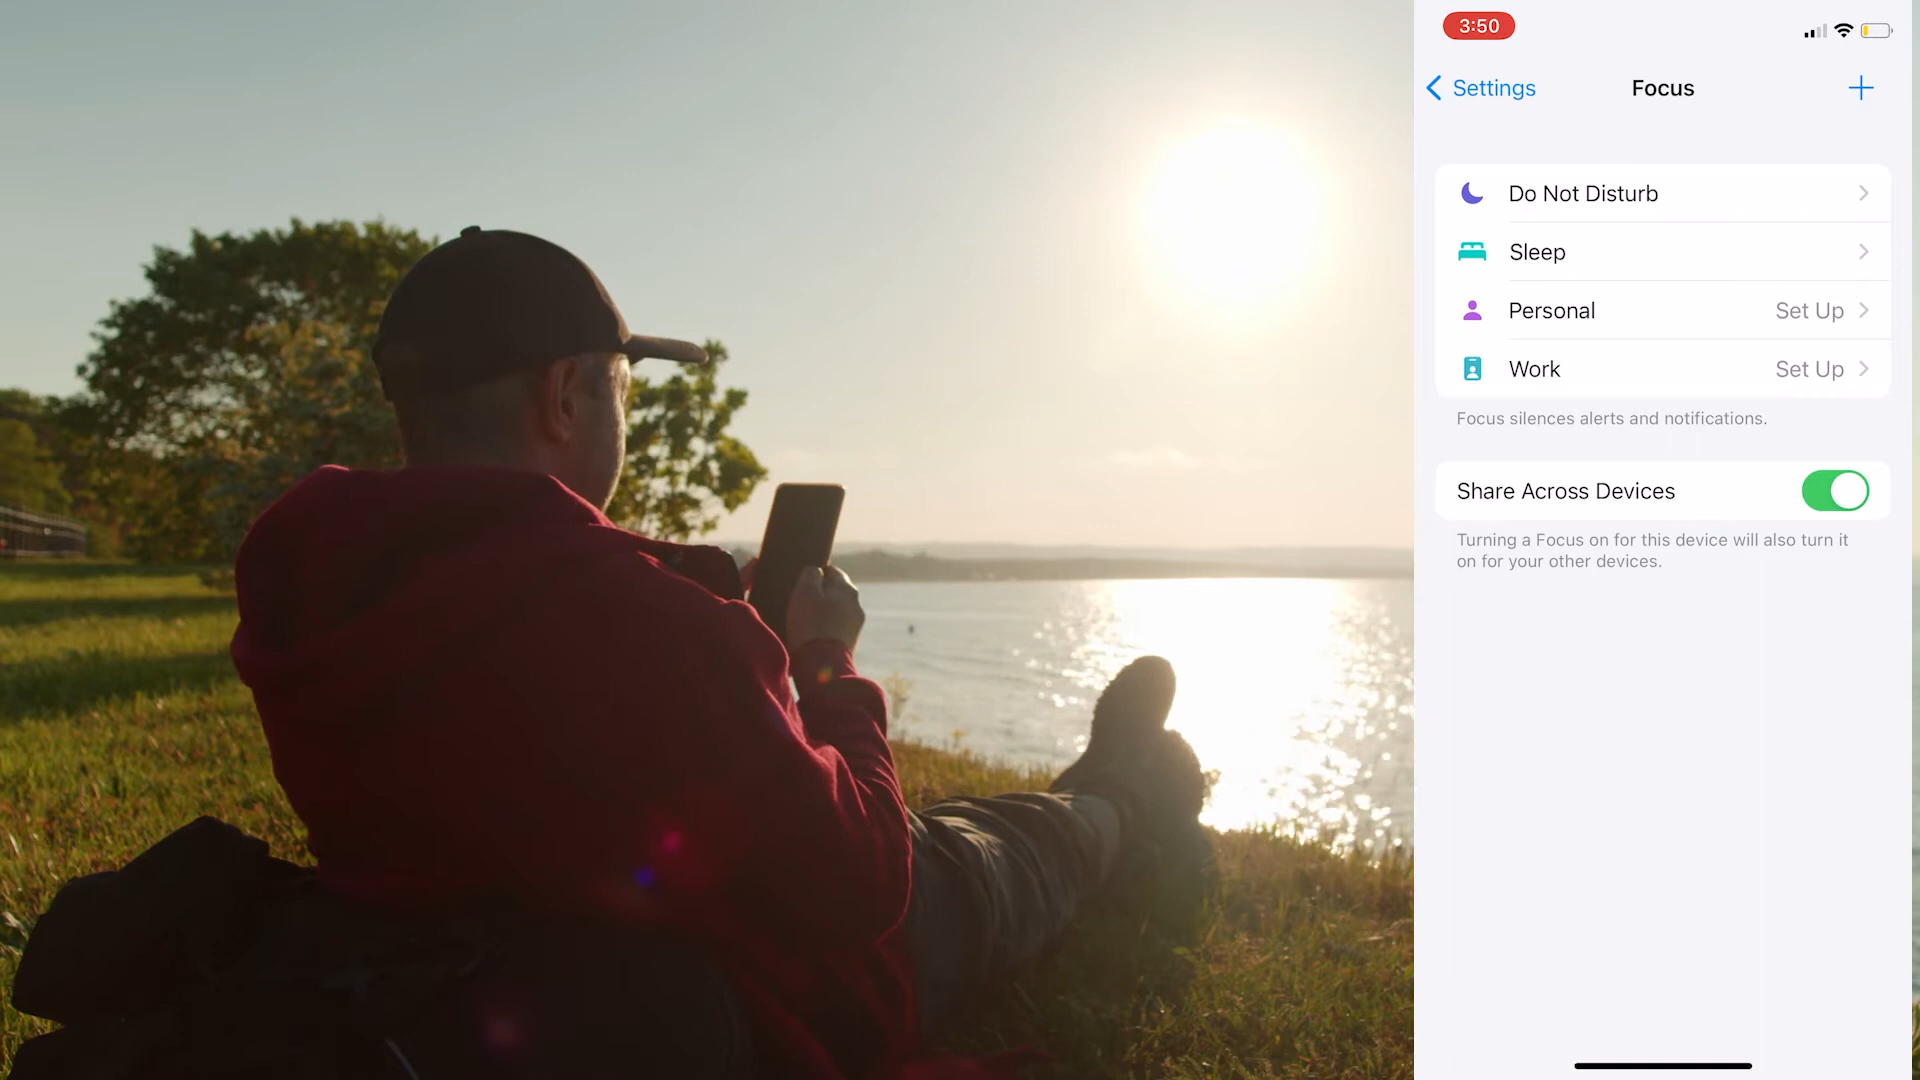 3:50
Settings
Focus
Do Not Disturb
Sleep
Personal
Set Up
Work
Set Up
Focus silences alerts and notifications.
Share Across Devices
Turning a Focus on for this device will also turn it
on for your other devices.